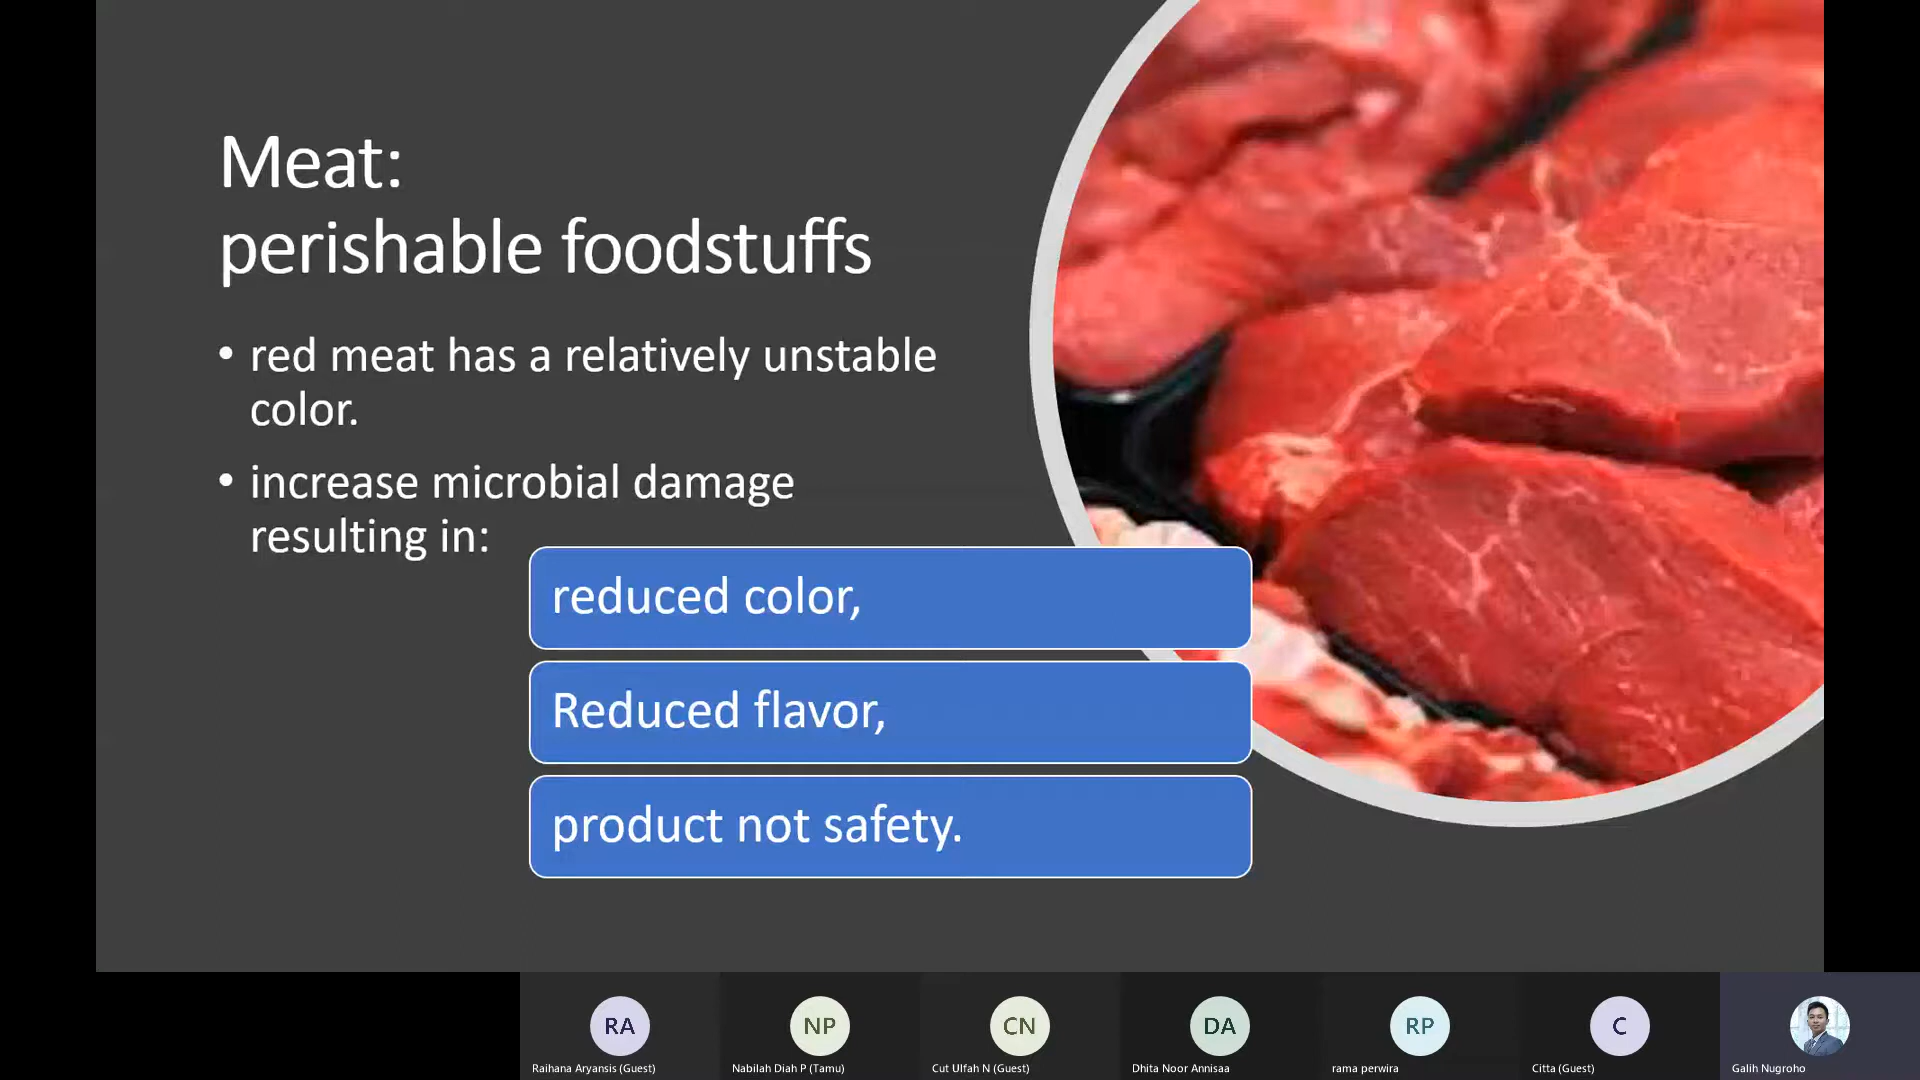 Meat:
perishable foodstuffs
• red meat has a relatively unstable
color.
• increase microbial damage
resulting in:
reduced color,
Reduced flavor,
product not safety.
RA
NP
CN
DA
RP
C
Raihana Aryansis (Guest)
Nabilah Diah P (Tamu)
Cut Ulfah N (Guest)
Dhita Noor Annisaa
rama perwira
Citta (Guest)
Galih Nugroho